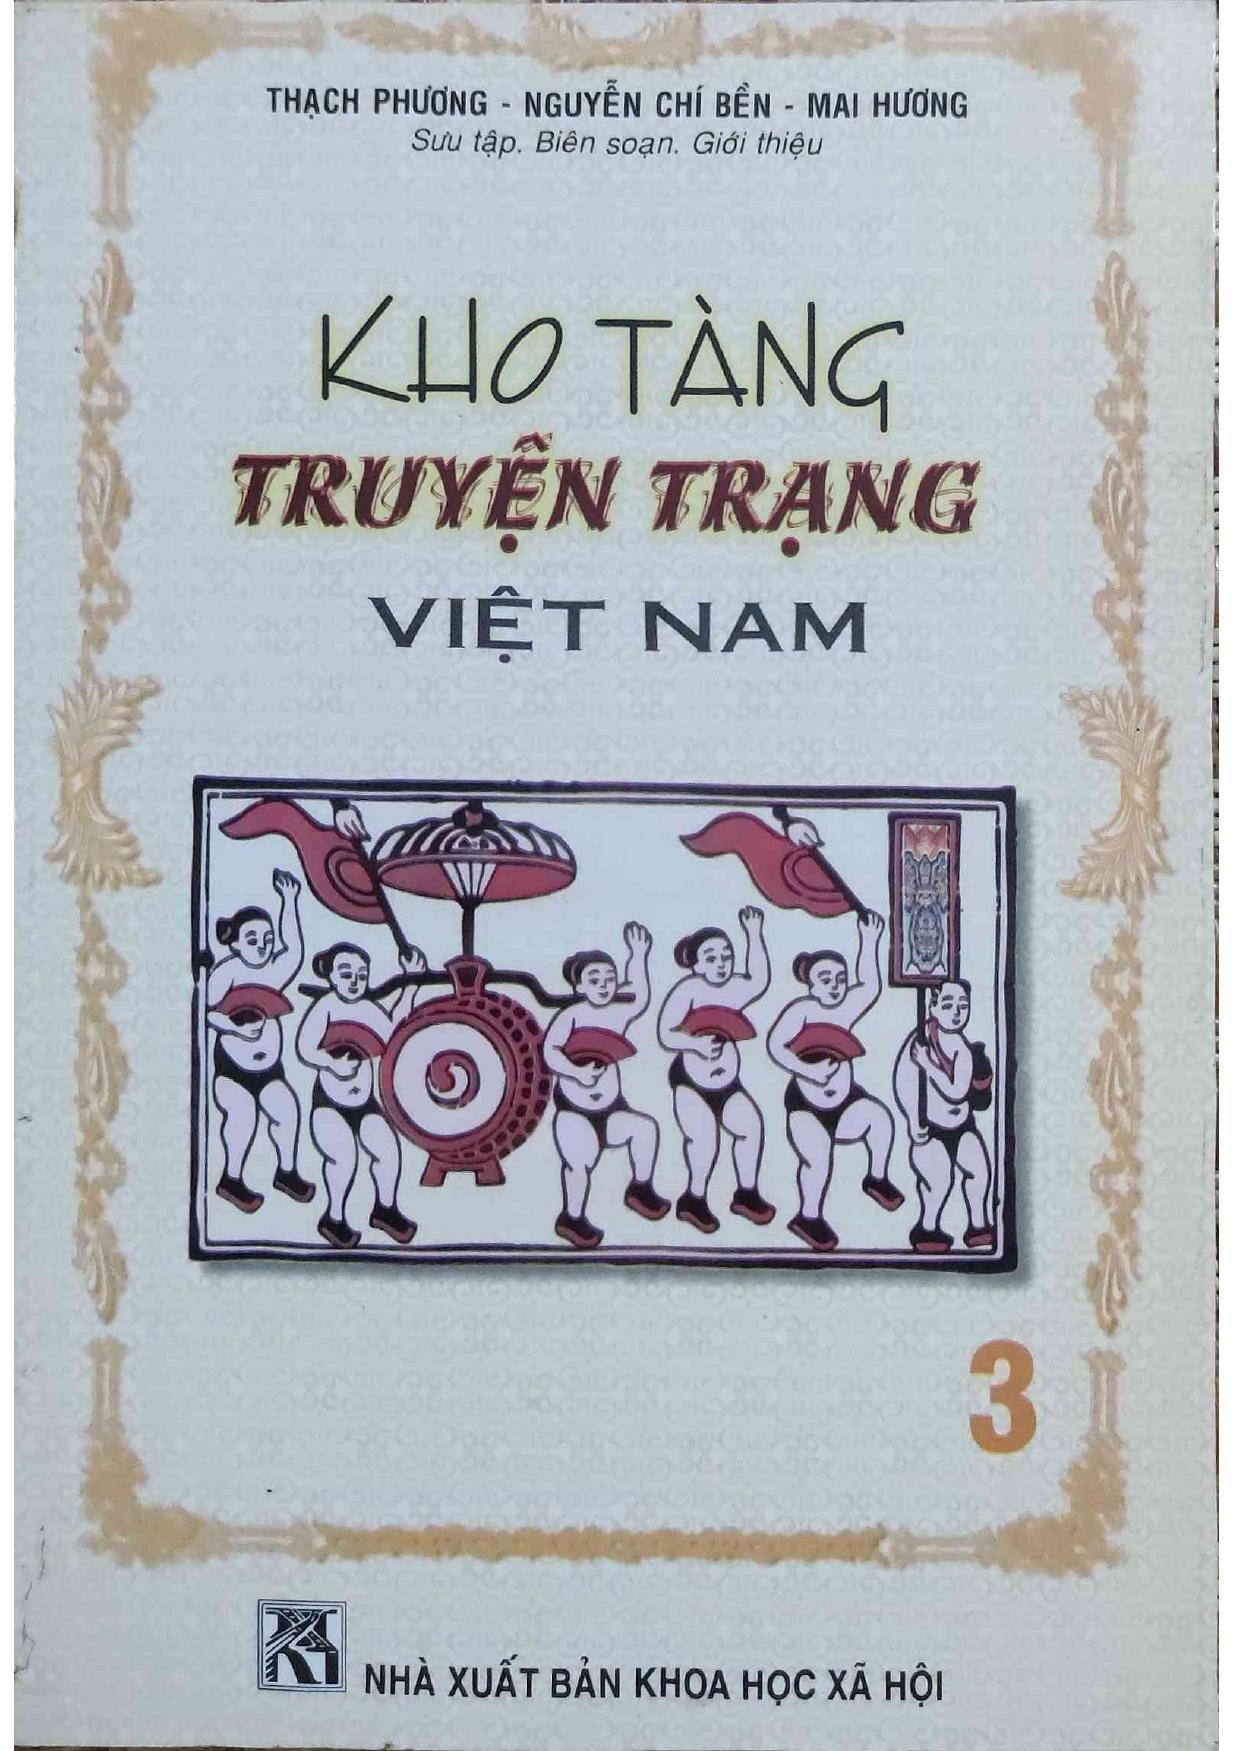 THẠCH PHƯƠNG - NGUYỄN CHÍ BỀN - MAI HƯƠNG
Sưu tập. Biên soạn. Giới thiệu
KHO TÀNG
TRUYỆN TRẠNG
VIỆT NAM
3
NHÀ XUẤT BẢN KHOA HỌC XÃ HỘI